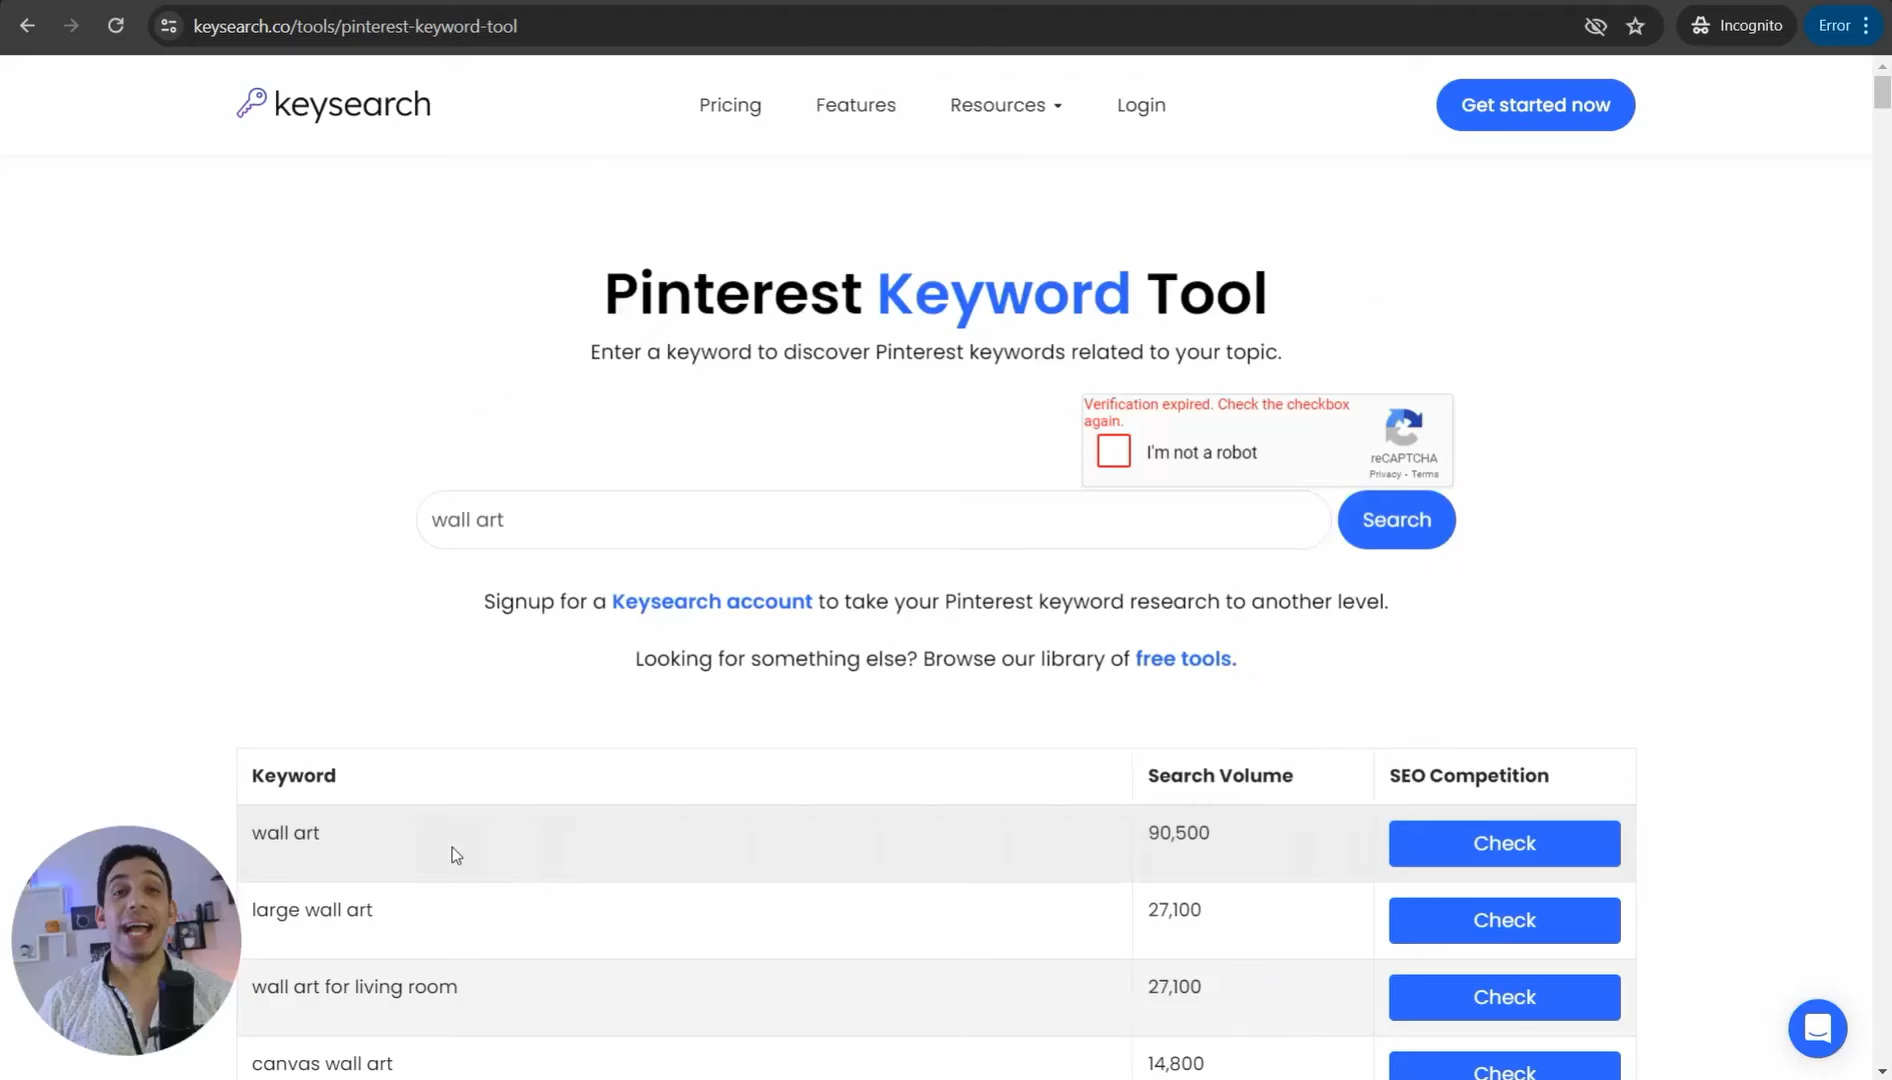 keysearch.co/tools/pinterest-keyword-tool
Incognito
Error
keysearch
Pricing
Features
Resources
Login
Get started now
Pinterest Keyword Tool
Enter a keyword to discover Pinterest keywords related to your topic.
Verification expired. Check the checkbox
again.
I'm not a robot
reCAPTCHA
Privacy - Terms
wall art
Search
Signup for a Keysearch account to take your Pinterest keyword research to another level.
Looking for something else? Browse our library of free tools.
Keyword
Search Volume
SEO Competition
wall art
90,500
Check
large wall art
27,100
Check
wall art for living room
27,100
Check
canvas wall art
14,800
Check